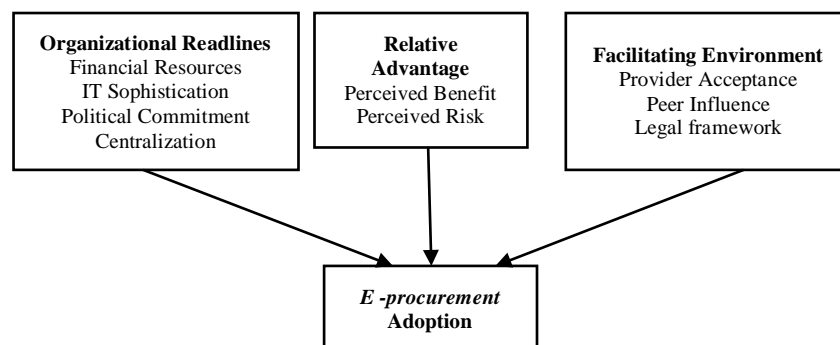 Organizational Readlines
Financial Resources
IT Sophistication
Political Commitment
Centralization
Relative
Advantage
Perceived Benefit
Perceived Risk
Facilitating Environment
Provider Acceptance
Peer Influence
Legal framework
E -procurement
Adoption